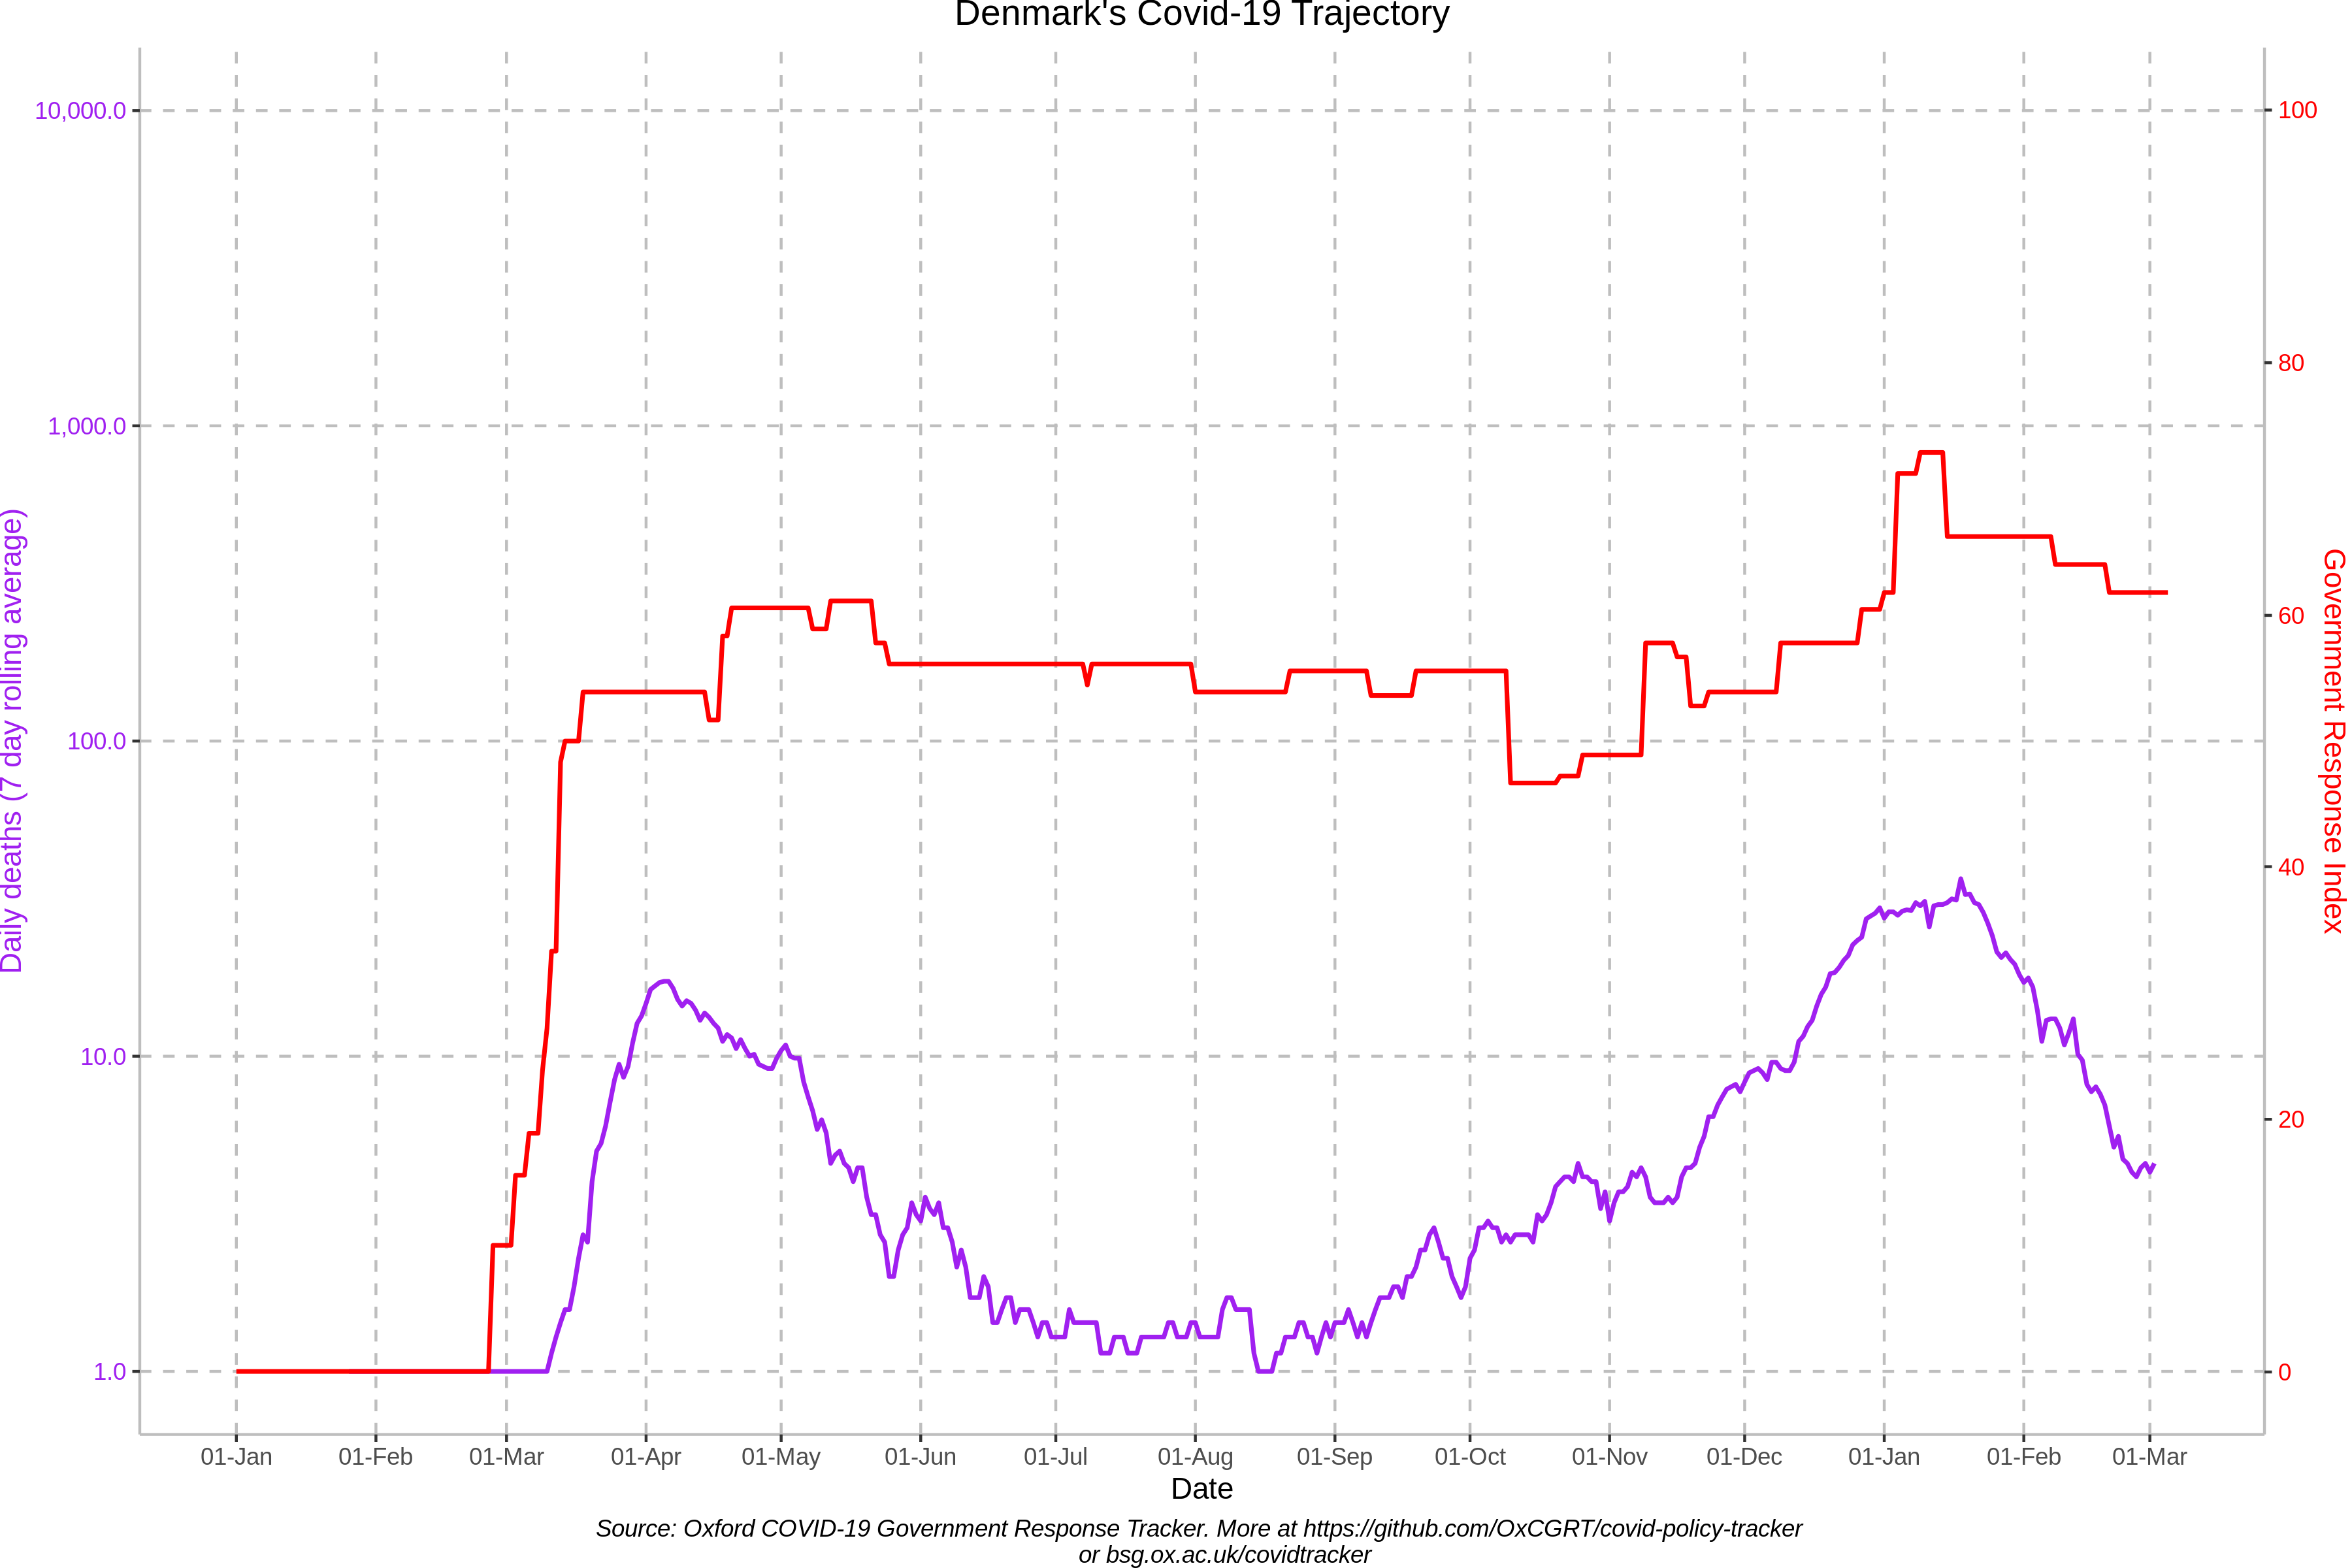 Denmark's Covid-19 Trajectory
10,000.0
1,000.0
100.0
10.0
1.0
Daily deaths (7 day rolling average)
100
80
60
40
20
0
Government Response Index
01-Jan 01-Feb 01-Mar 01-Apr 01-May 01-Jun 01-Jul 01-Aug 01-Sep 01-Oct 01-Nov 01-Dec 01-Jan 01-Feb 01-Mar
Date
Source: Oxford COVID-19 Government Response Tracker. More at https://github.com/OxCGRT/covid-policy-tracker
or bsg.ox.ac.uk/covidtracker